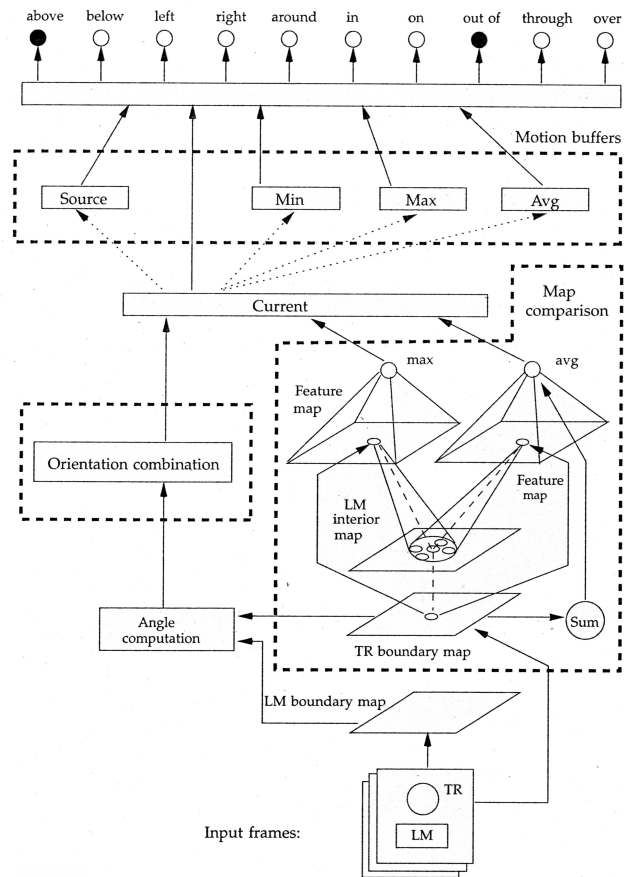 above below left right around in on out of through over
Motion buffers
Source Min Max Avg
Current
Map
comparison
max avg
Feature
map
Orientation combination
LM
interior
map
Feature
map
Angle
computation
Sum
TR boundary map
LM boundary map
TR
LM
Input frames: